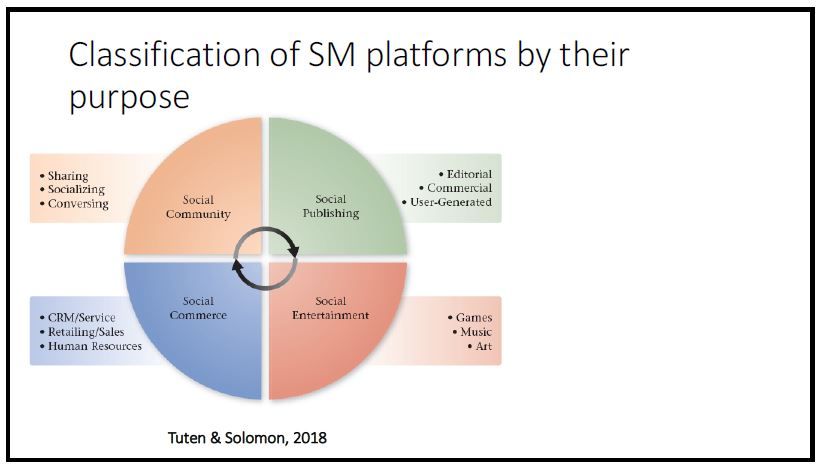 Classification of SM platforms by their
purpose
• Sharing
• Socializing
• Conversing
Social
Community
Social
Publishing
• Editorial
• Commercial
• User-Generated
• CRM/Service
• Retailing/Sales
• Human Resources
Social
Commerce
Social
Entertainment
• Games
• Music
• Art
Tuten & Solomon, 2018